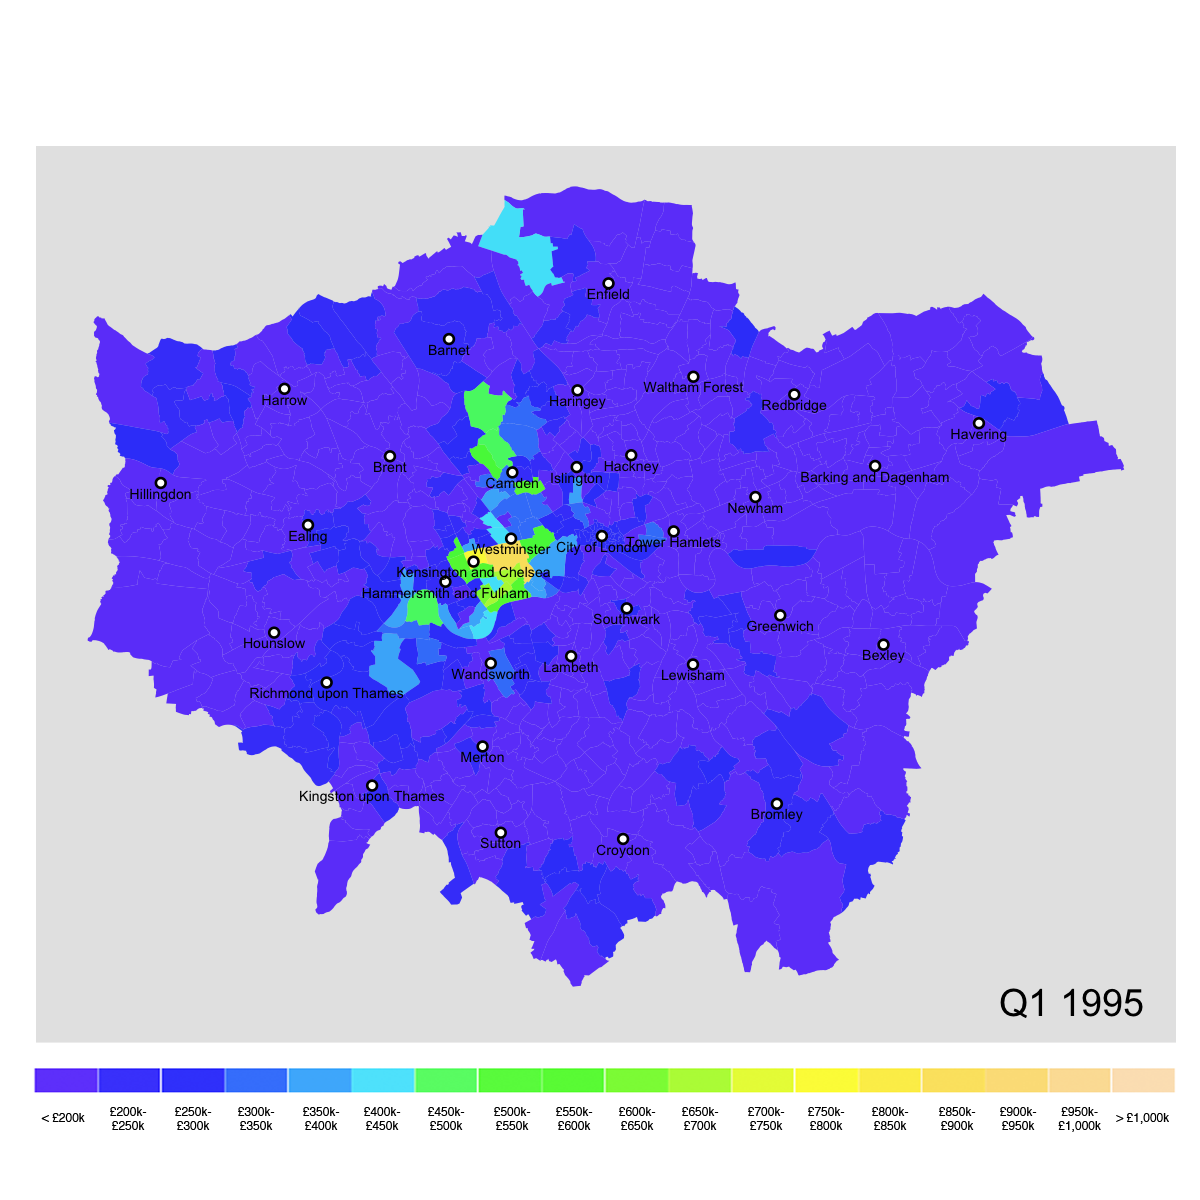 Enfield
Barnet
Harrow
Haringey
Waltham Forest
Redbridge
Havering
Brent
Camden
Islington
Hackney
Barking and Dagenham
Hillingdon
Newham
Ealing
Westminster
City of London
Tower Hamlets
Kensington and Chelsea
Hammersmith and Fulham
Southwark
Greenwich
Hounslow
Bexley
Wandsworth
Lambeth
Lewisham
Richmond upon Thames
Merton
Kingston upon Thames
Bromley
Sutton
Croydon
Q1 1995
< £200k
£200k-
£250k
£250k-
£300k
£300k-
£350k
£350k-
£400k
£400k-
£450k
£450k-
£500k
£500k-
£550k
£550k-
£600k
£600k-
£650k
£650k-
£700k
£700k-
£750k
£750k-
£800k
£800k-
£850k
£850k-
£900k
£900k-
£950k
£950k-
£1,000k
> £1,000k